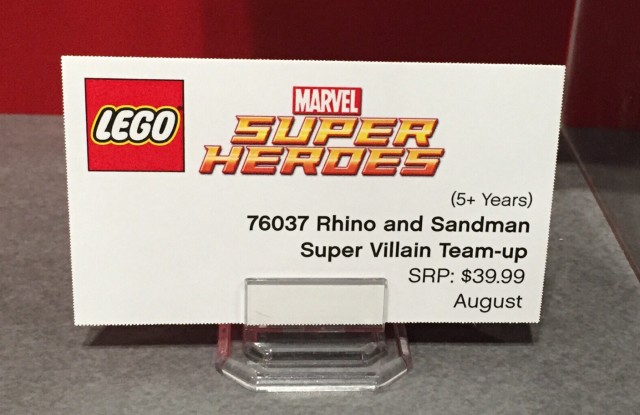 LEGO
MARVEL
SUPER
HEROES
(5+ Years)
76037 Rhino and Sandman
Super Villain Team-up
SRP: $39.99
August